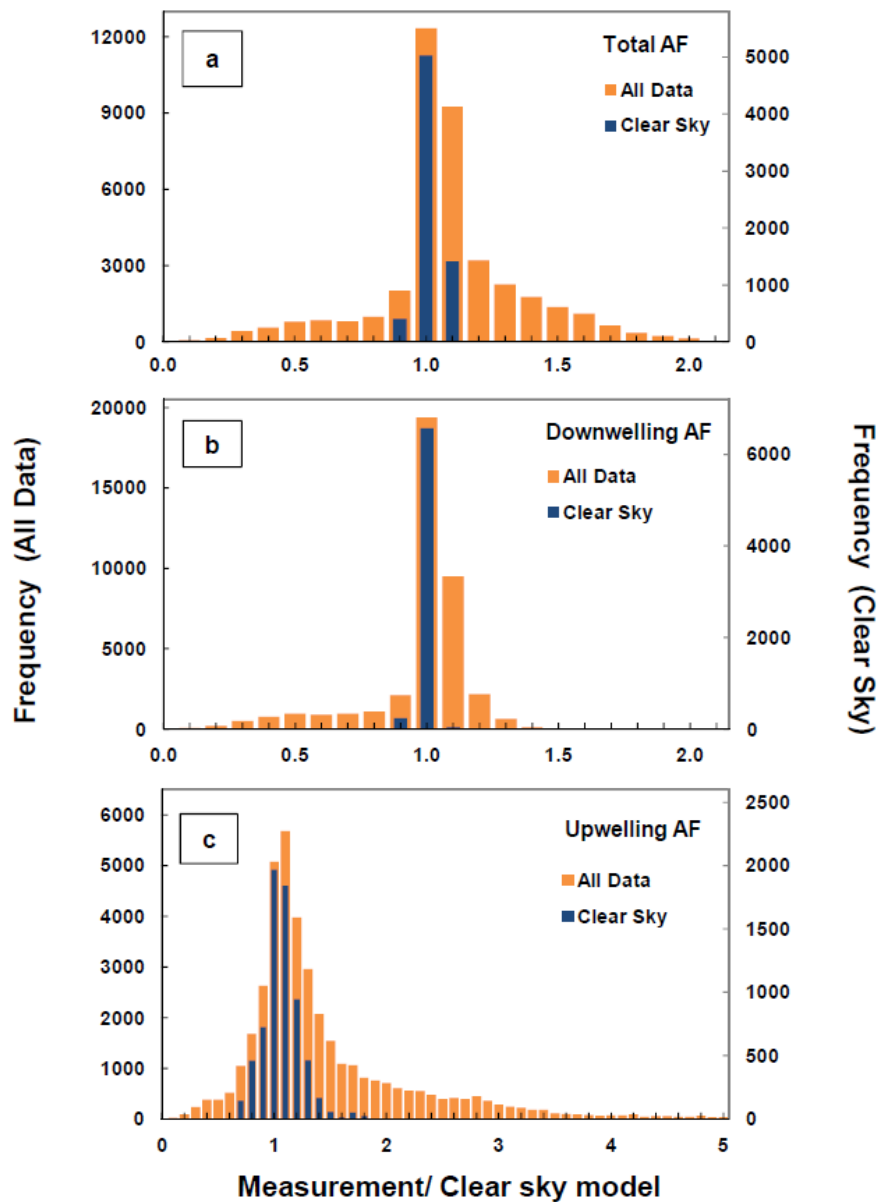 a
Total AF
All Data
Clear Sky
12000
9000
6000
3000
0
5000
4000
3000
2000
1000
0
0.0 0.5 1.0 1.5 2.0
b
Downwelling AF
All Data
Clear Sky
20000
15000
10000
5000
0
6000
4000
2000
0
0.0 0.5 1.0 1.5 2.0
Frequency (All Data)
Frequency (Clear Sky)
c
Upwelling AF
All Data
Clear Sky
6000
5000
4000
3000
2000
1000
0
2500
2000
1500
1000
500
0
0 1 2 3 4 5
Measurement/ Clear sky model